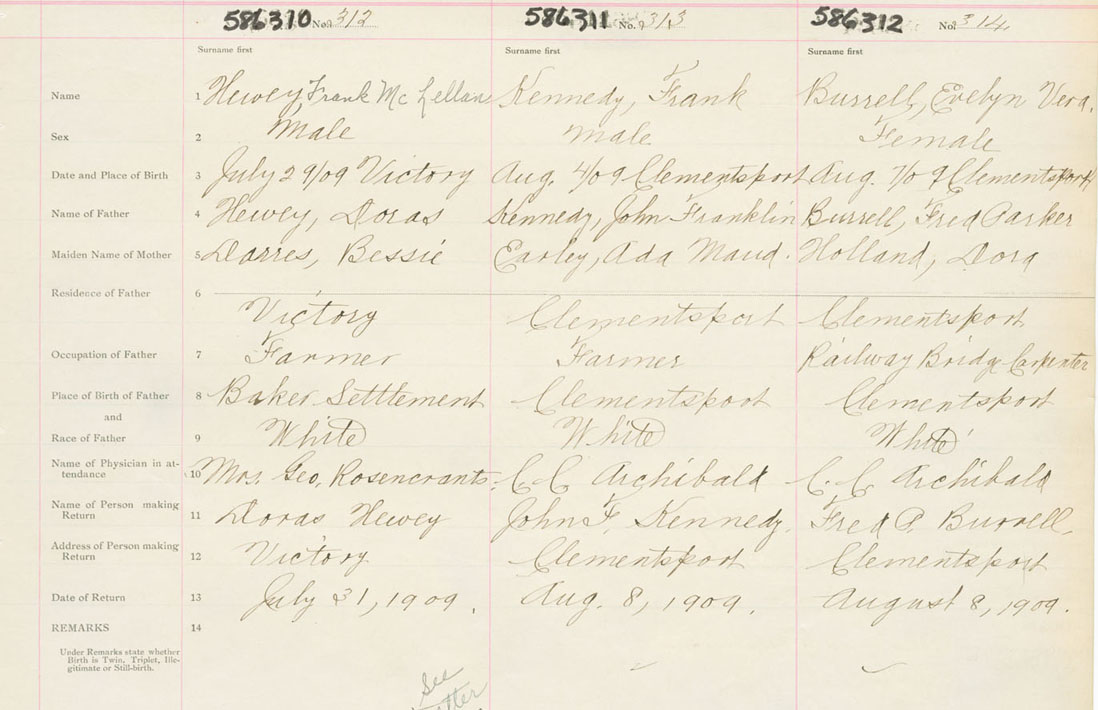 586310 No. 312 586311 No. 313 586312 No. 314
Surname first Surname first Surname first
Name 1 Hewey, Frank McLellan Kennedy, Frank Burrell, Evelyn Vera.
Sex 2 Male Male Female
Date and Place of Birth 3 July 29/09 Victory Aug. 4/09 Clementsport Aug. 7/09 Clementsport
Name of Father 4 Hewey, Doras Kennedy, John Franklin Burrell, Fred Parker
Maiden Name of Mother 5 Darres, Bessie Earley, Ada Maud. Holland, Dora
Residence of Father 6
Victory Clementsport Clementsport
Occupation of Father 7 Farmer Farmer Railway Bridge Carpenter
Place of Birth of Father 8 Baker Settlement Clementsport Clementsport
and
Race of Father 9 White White White
Name of Physician in at-
tendance 10 Mrs. Geo. Rosencrants. C. C. Archibald C. C. Archibald
Name of Person making
Return 11 Doras Hewey John F. Kennedy. Fred P. Burrell.
Address of Person making
Return 12 Victory Clementsport Clementsport
Date of Return 13 July 31, 1909. Aug. 8, 1909. August 8, 1909.
REMARKS 14
Under Remarks state whether
Birth is Twin, Triplet, Ille-
gitimate or Still-birth.
See